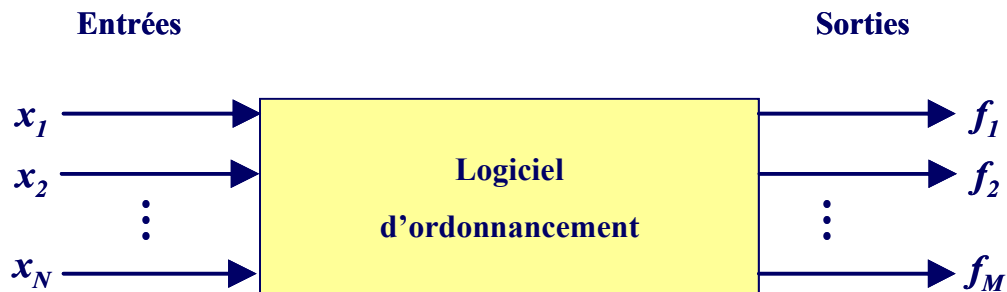 Entrées Sorties
x1 f1
x2 Logiciel f2
⋮ d’ordonnancement ⋮
xN fM